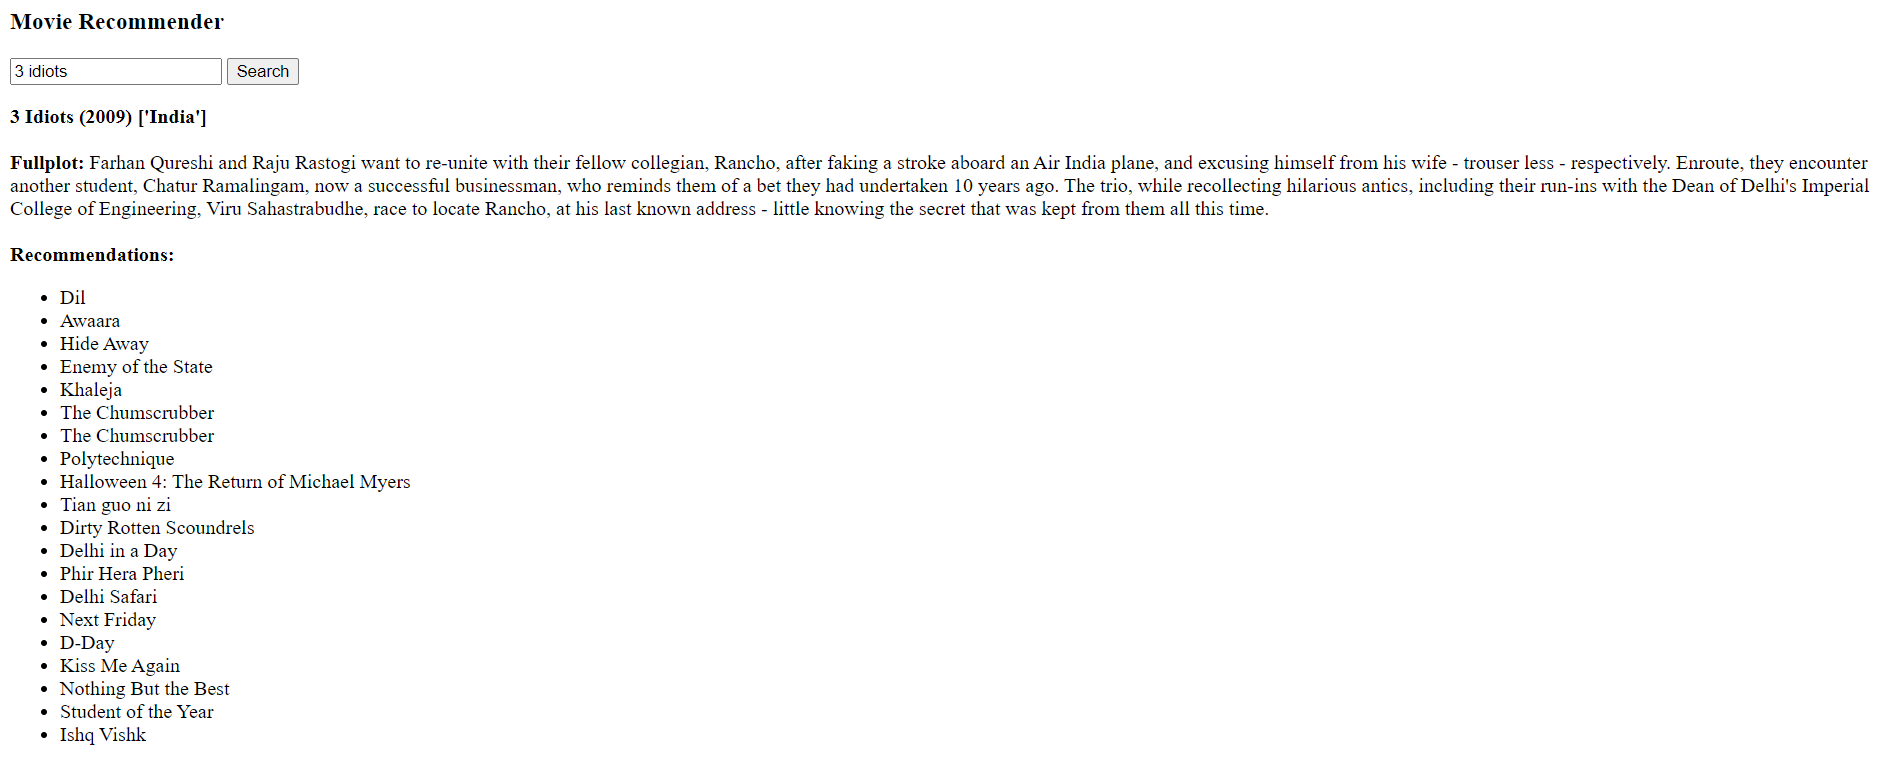 Movie Recommender
3 idiots Search
3 Idiots (2009) ['India']
Fullplot: Farhan Qureshi and Raju Rastogi want to re-unite with their fellow collegian, Rancho, after faking a stroke aboard an Air India plane, and excusing himself from his wife - trouser less - respectively. Enroute, they encounter
another student, Chatur Ramalingam, now a successful businessman, who reminds them of a bet they had undertaken 10 years ago. The trio, while recollecting hilarious antics, including their run-ins with the Dean of Delhi's Imperial
College of Engineering, Viru Sahastrabudhe, race to locate Rancho, at his last known address - little knowing the secret that was kept from them all this time.
Recommendations:
• Dil
• Awaara
• Hide Away
• Enemy of the State
• Khaleja
• The Chumscrubber
• The Chumscrubber
• Polytechnique
• Halloween 4: The Return of Michael Myers
• Tian guo ni zi
• Dirty Rotten Scoundrels
• Delhi in a Day
• Phir Hera Pheri
• Delhi Safari
• Next Friday
• D-Day
• Kiss Me Again
• Nothing But the Best
• Student of the Year
• Ishq Vishk